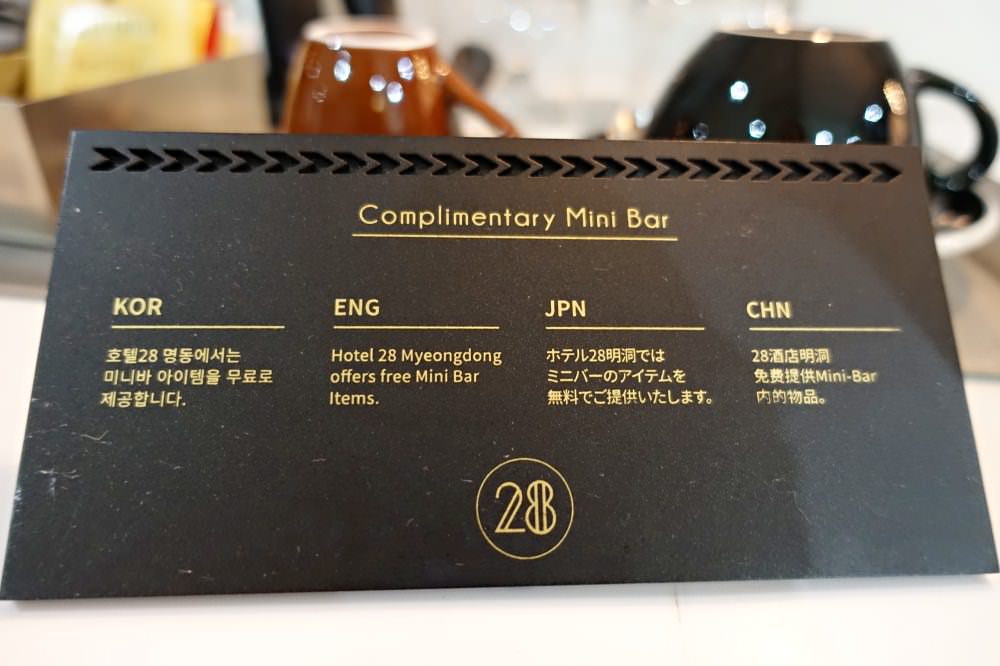 Complimentary Mini Bar
KOR
호텔28 명동에서는
미니바 아이템을 무료로
제공합니다.
ENG
Hotel 28 Myeongdong
offers free Mini Bar
Items.
JPN
ホテル28明洞では
ミニバーのアイテムを
無料でご提供いたします。
CHN
28酒店明洞
免费提供Mini-Bar
内的物品。
28